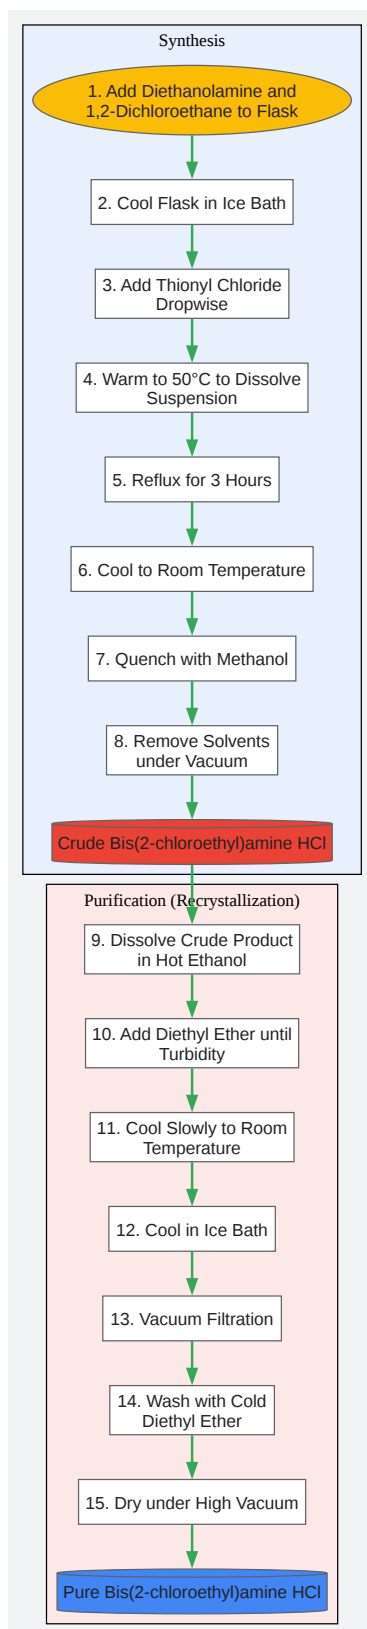 Synthesis
1. Add Diethanolamine and
1,2-Dichloroethane to Flask
2. Cool Flask in Ice Bath
3. Add Thionyl Chloride
Dropwise
4. Warm to 50°C to Dissolve
Suspension
5. Reflux for 3 Hours
6. Cool to Room Temperature
7. Quench with Methanol
8. Remove Solvents
under Vacuum
Crude Bis(2-chloroethyl)amine HCl
Purification (Recrystallization)
9. Dissolve Crude Product
in Hot Ethanol
10. Add Diethyl Ether until
Turbidity
11. Cool Slowly to Room
Temperature
12. Cool in Ice Bath
13. Vacuum Filtration
14. Wash with Cold
Diethyl Ether
15. Dry under High Vacuum
Pure Bis(2-chloroethyl)amine HCl